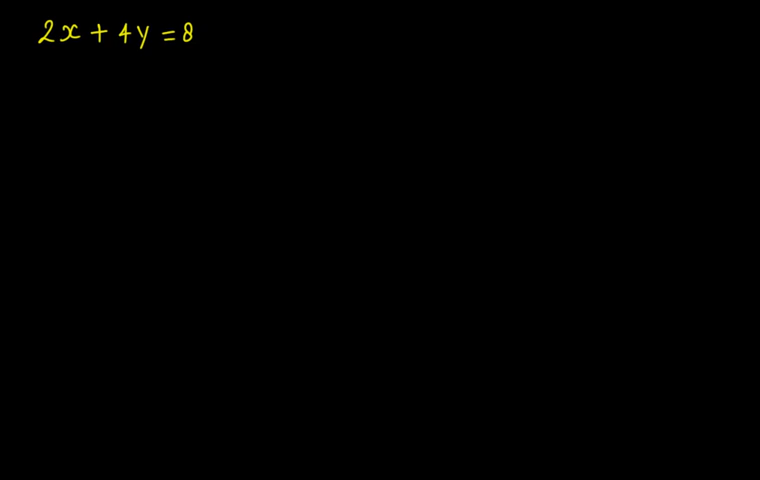 2x + 4y = 8